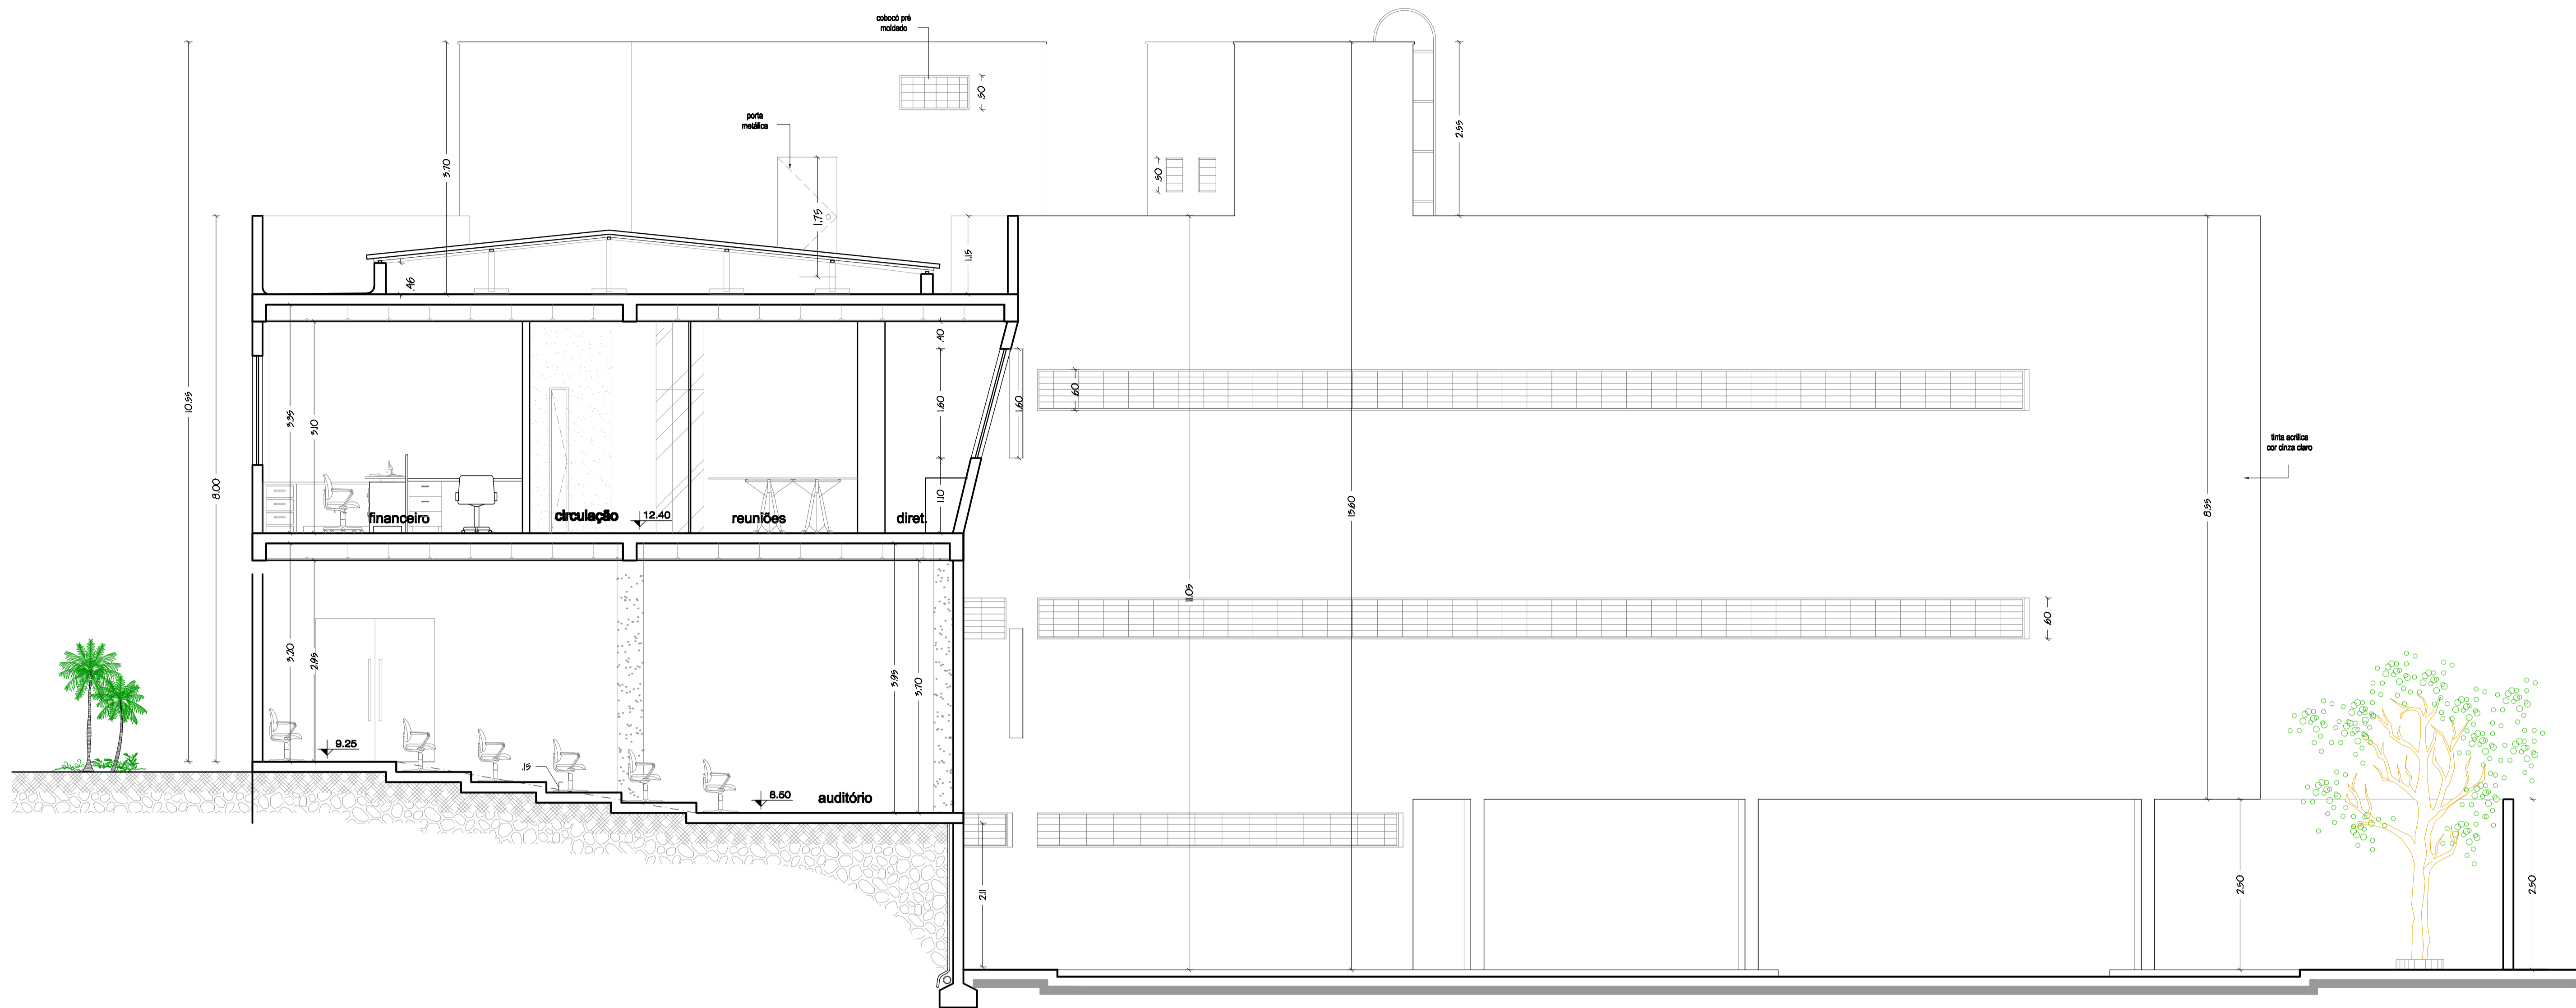 cobocó pré
moldado
porta
metálica
.50
3.70
2.55
.50
1.75
1.15
.46
10.55
8.00
3.35
3.10
.40
1.60
1.60
1.10
.60
tinta acrílica
cor cinza claro
financeiro
circulação
12.40
reuniões
diret.
13.60
8.55
11.05
.60
3.20
2.95
3.95
3.70
9.25
.15
8.50
auditório
2.11
2.50
2.50